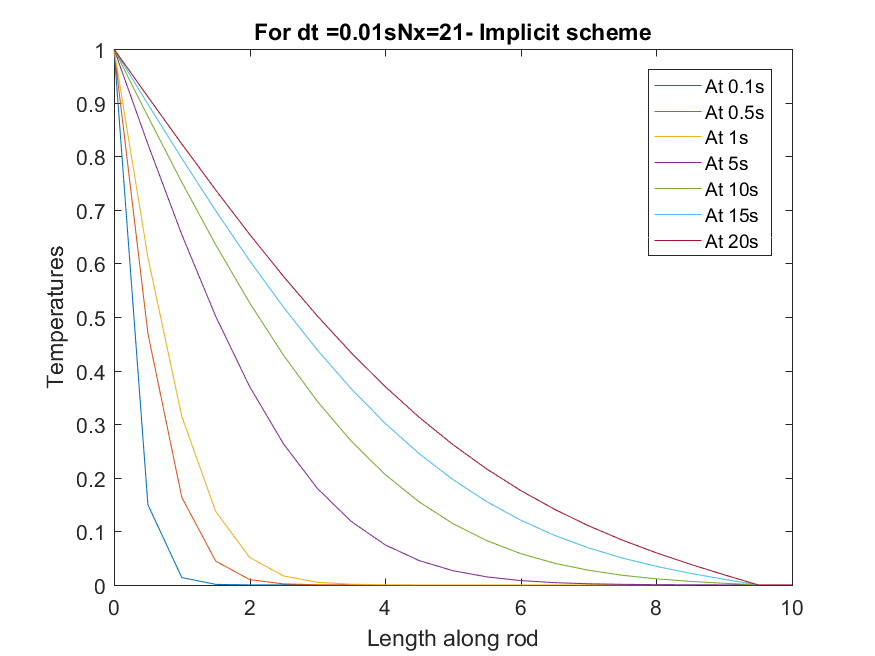 For dt =0.01sNx=21- Implicit scheme
1
0.9
0.8
0.7
0.6
0.5
0.4
0.3
0.2
0.1
0
Temperatures
At 0.1s
At 0.5s
At 1s
At 5s
At 10s
At 15s
At 20s
0 2 4 6 8 10
Length along rod